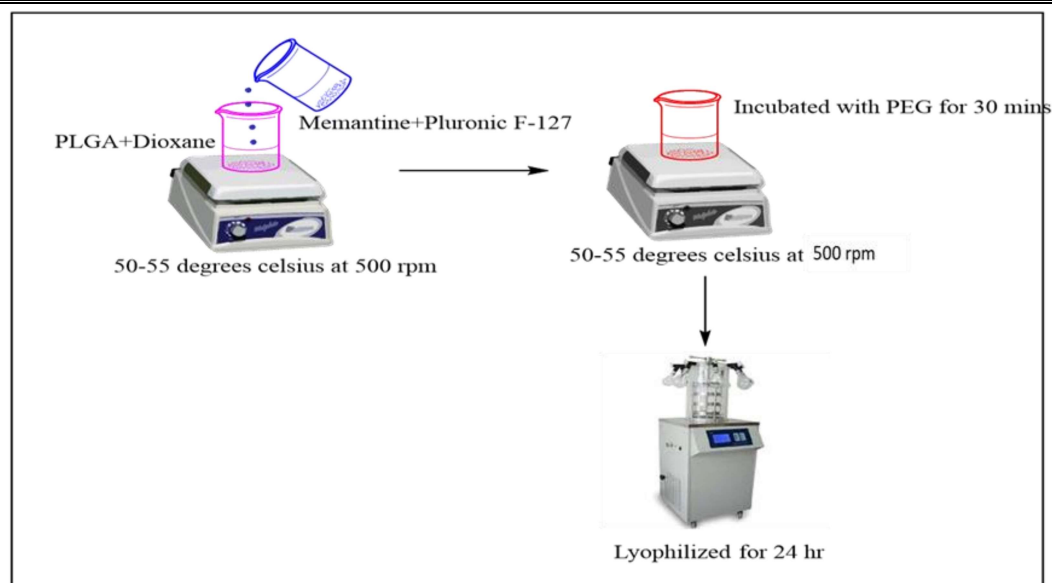 PLGA+Dioxane
Memantine+Pluronic F-127
50-55 degrees celsius at 500 rpm
Incubated with PEG for 30 mins
50-55 degrees celsius at 500 rpm
Lyophilized for 24 hr